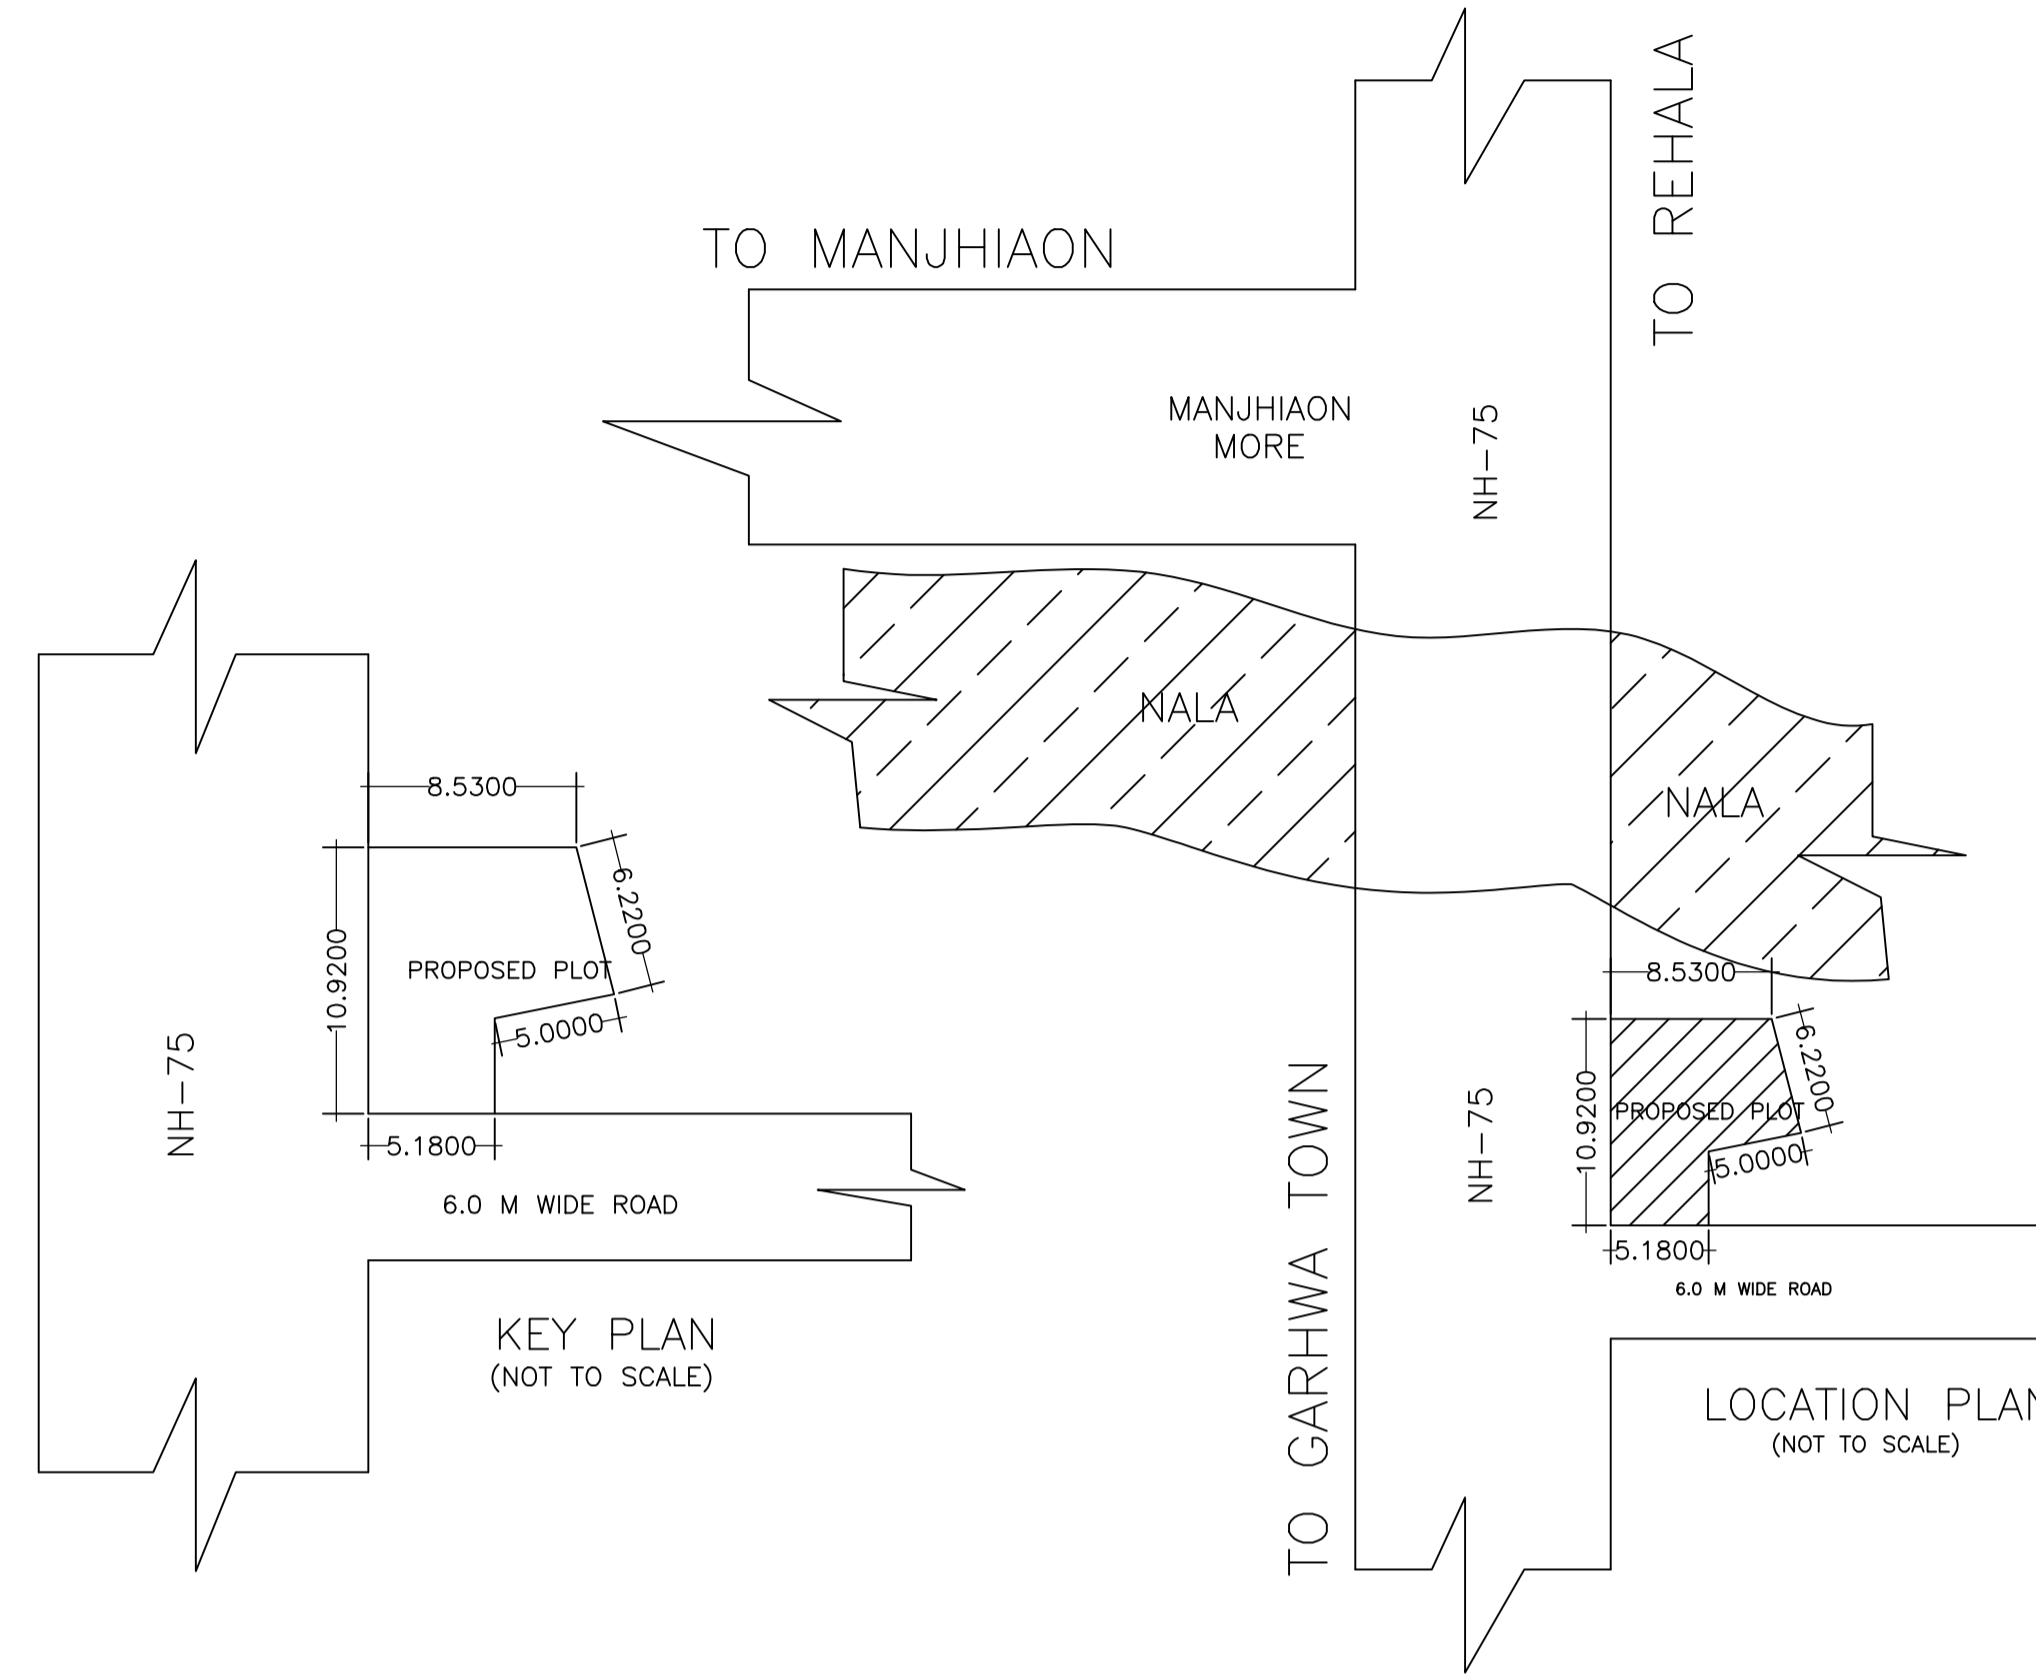 TO MANJHIAON
TO REHALA
MANJHIAON
MORE
NH-75
NALA
NALA
8.5300
6.2200
10.9200
PROPOSED PLOT
5.0000
NH-75
5.1800
6.0 M WIDE ROAD
KEY PLAN
(NOT TO SCALE)
8.5300
6.2200
10.9200
PROPOSED PLOT
5.0000
NH-75
TO GARHWA TOWN
5.1800
6.0 M WIDE ROAD
LOCATION PLAN
(NOT TO SCALE)